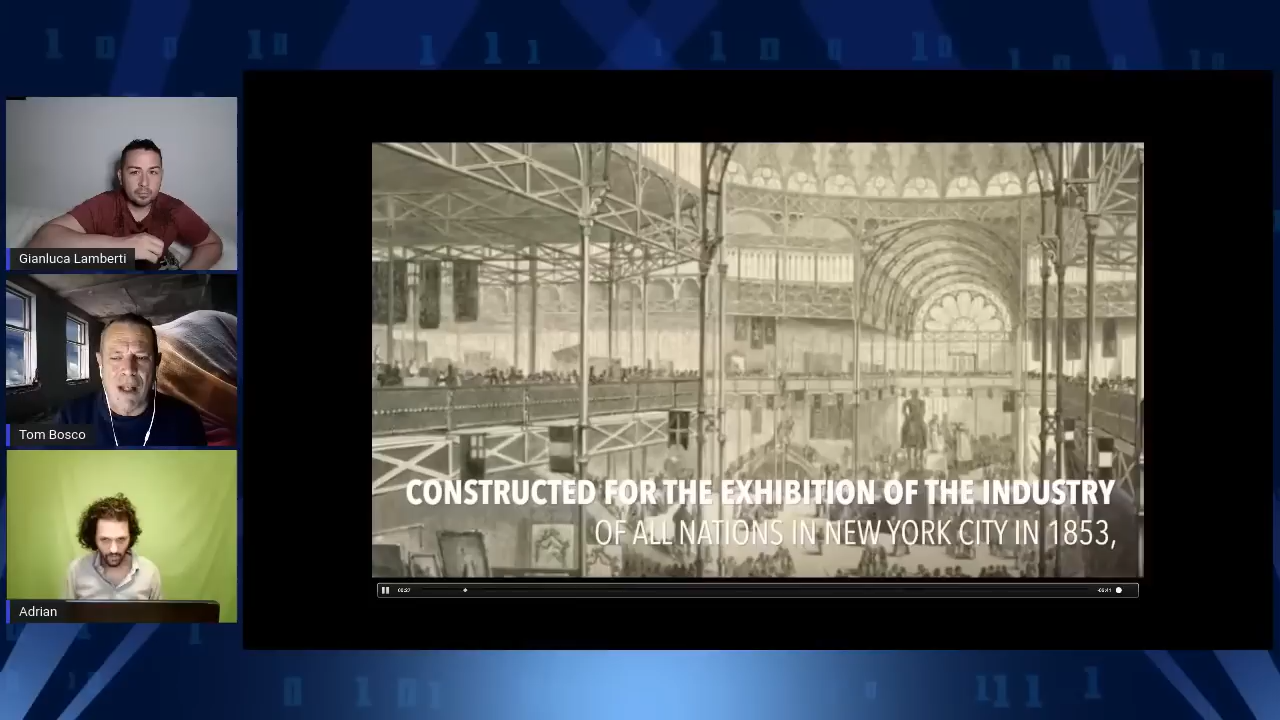 Gianluca Lamberti
Tom Bosco
Adrian
CONSTRUCTED FOR THE EXHIBITION OF THE INDUSTRY
OF ALL NATIONS IN NEW YORK CITY IN 1853,